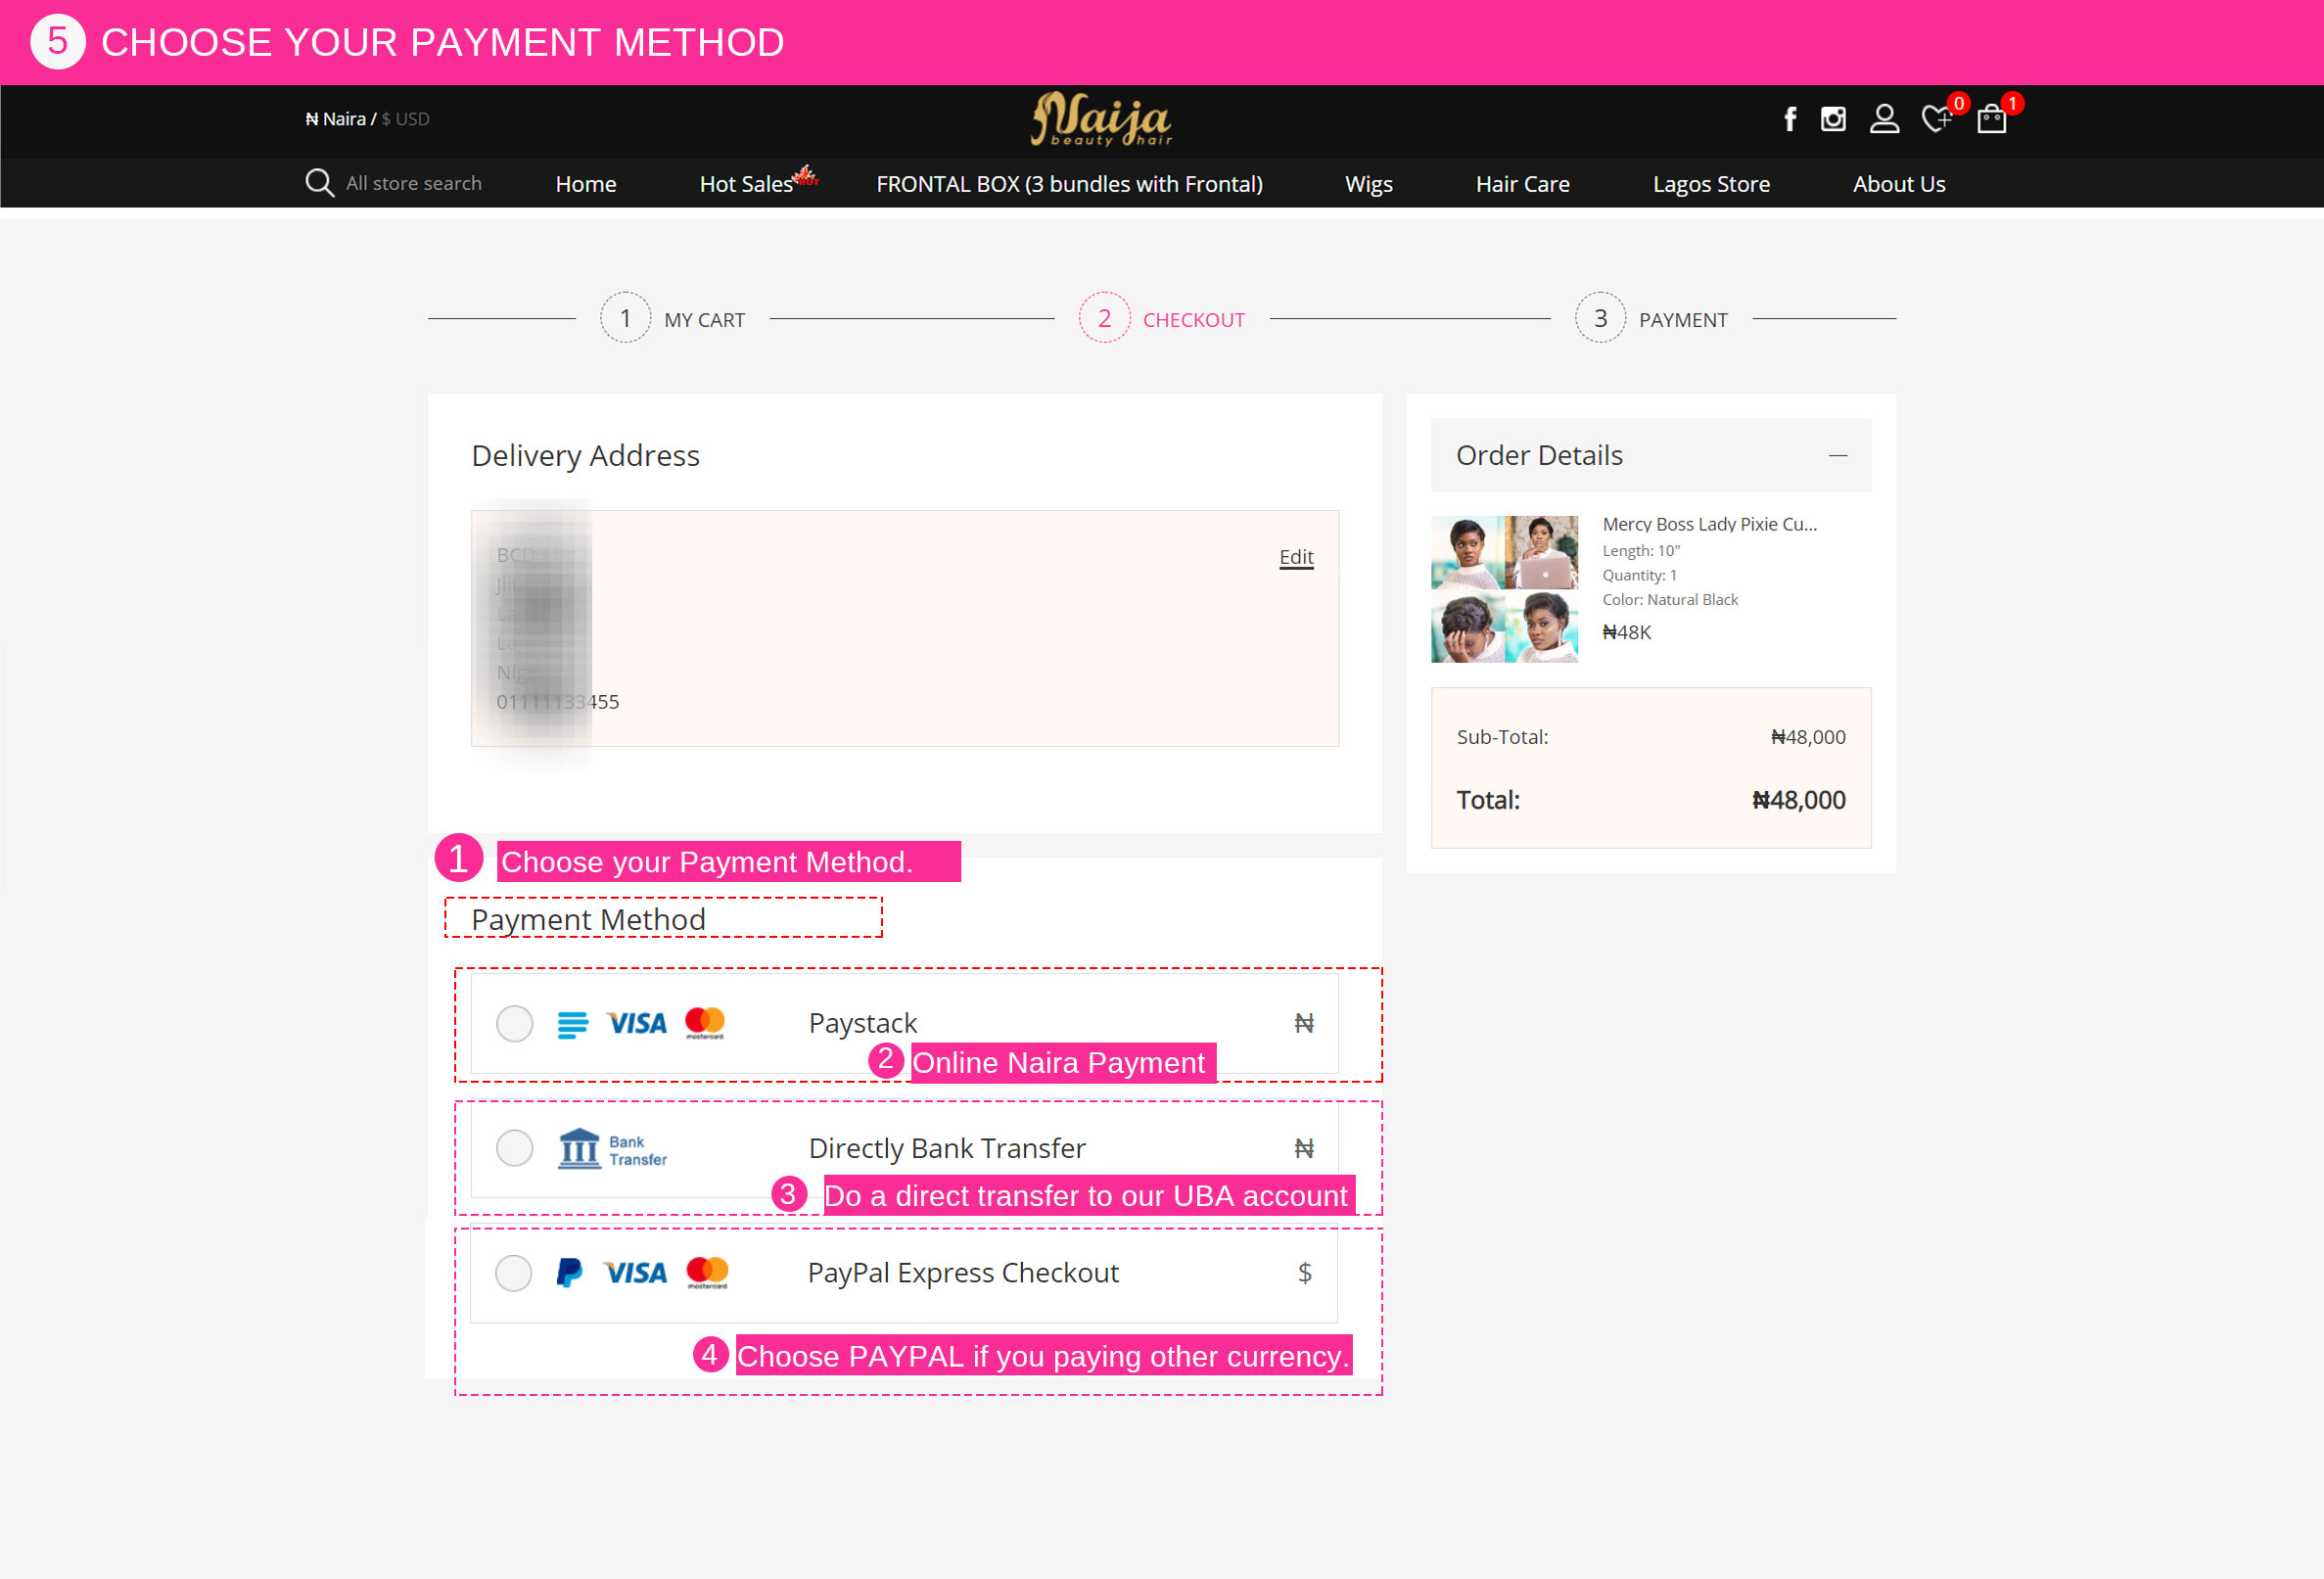 5 CHOOSE YOUR PAYMENT METHOD
₦ Naira / $ USD
Naija
beauty hair
0
1
All store search
Home
Hot Sales
HOT
FRONTAL BOX (3 bundles with Frontal)
Wigs
Hair Care
Lagos Store
About Us
1 MY CART
2 CHECKOUT
3 PAYMENT
Delivery Address
BCD
Edit
01111133455
Order Details
Mercy Boss Lady Pixie Cu...
Length: 10"
Quantity: 1
Color: Natural Black
₦48K
Sub-Total: ₦48,000
Total: ₦48,000
1 Choose your Payment Method.
Payment Method
VISA mastercard Paystack ₦
2 Online Naira Payment
Bank
Transfer
Directly Bank Transfer ₦
3 Do a direct transfer to our UBA account
VISA mastercard PayPal Express Checkout $
4 Choose PAYPAL if you paying other currency.